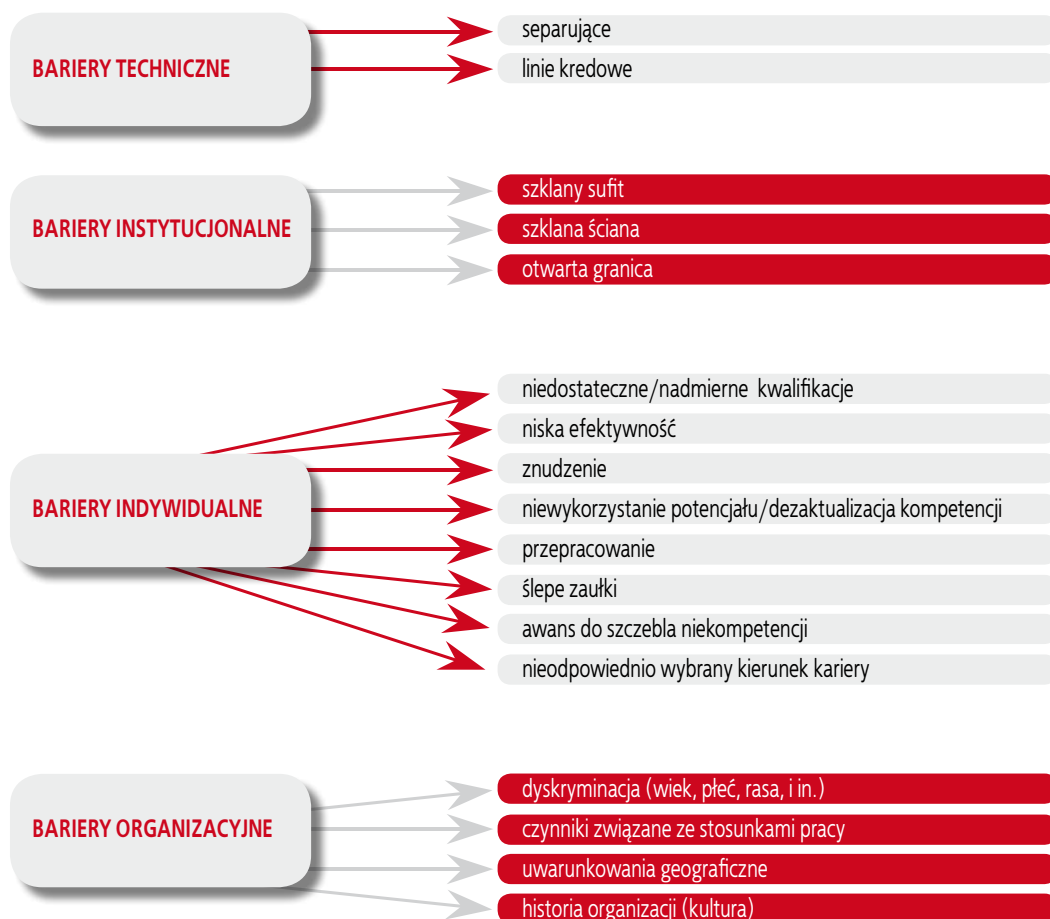 BARIERY TECHNICZNE
separujące
linie kredowe
BARIERY INSTYTUCJONALNE
szklany sufit
szklana ściana
otwarta granica
BARIERY INDYWIDUALNE
niedostateczne/nadmierne kwalifikacje
niska efektywność
znudzenie
niewykorzystanie potencjału/dezaktualizacja kompetencji
przepracowanie
ślepe zaułki
awans do szczebla niekompetencji
nieodpowiednio wybrany kierunek kariery
BARIERY ORGANIZACYJNE
dyskryminacja (wiek, płeć, rasa, i in.)
czynniki związane ze stosunkami pracy
uwarunkowania geograficzne
historia organizacji (kultura)